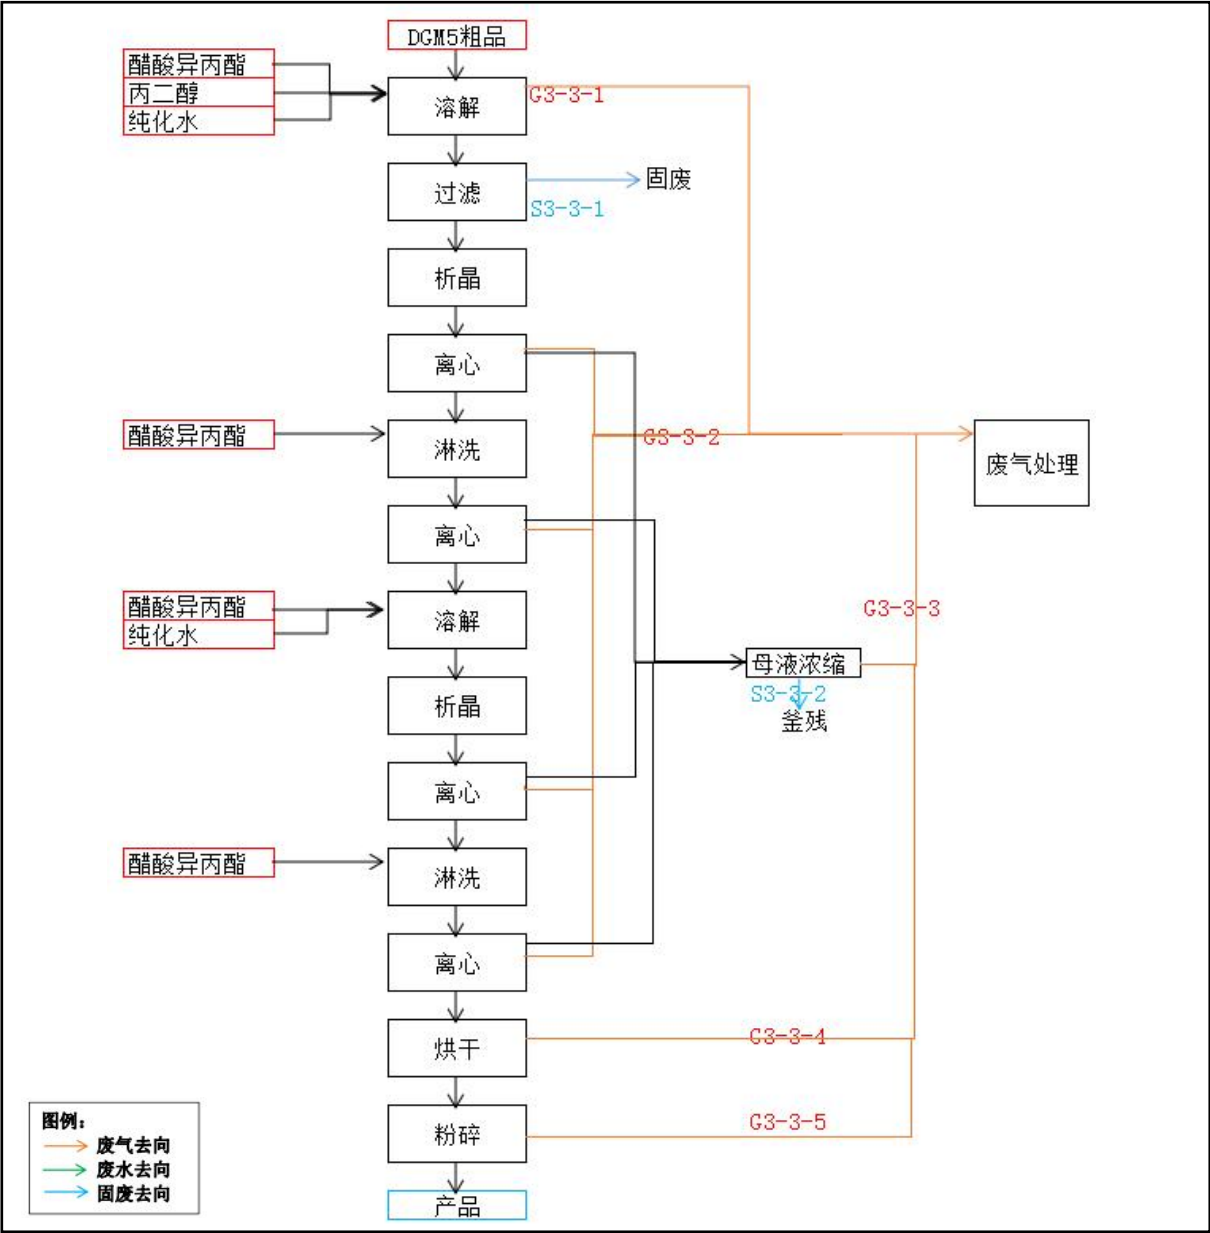 DGM5粗品
醋酸异丙酯
丙二醇
纯化水
溶解
G3-3-1
过滤
固废
S3-3-1
析晶
离心
醋酸异丙酯
淋洗
G3-3-2
废气处理
离心
醋酸异丙酯
纯化水
溶解
G3-3-3
母液浓缩
S3-3-2
釜残
析晶
离心
醋酸异丙酯
淋洗
离心
烘干
G3-3-4
粉碎
G3-3-5
产品
图例：
废气去向
废水去向
固废去向